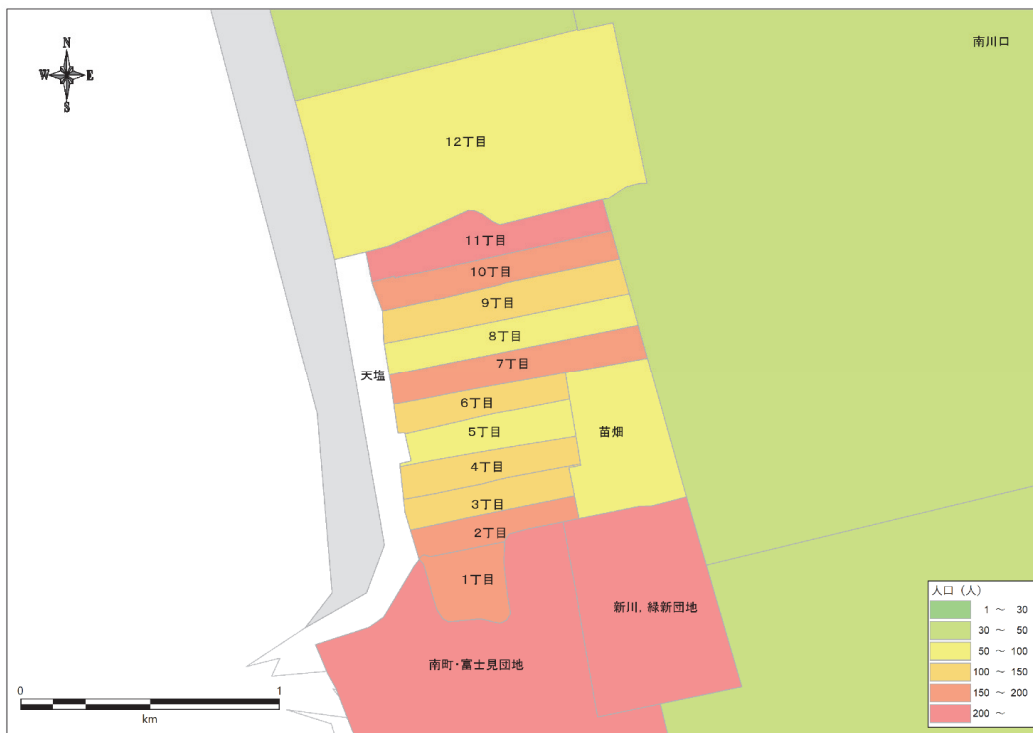 N
W E
S
南川口
12丁目
11丁目
10丁目
9丁目
8丁目
7丁目
天塩
6丁目
苗畑
5丁目
4丁目
3丁目
2丁目
1丁目
新川, 緑新団地
南町・富士見団地
人口（人）
1 ～ 30
30 ～ 50
50 ～ 100
100 ～ 150
150 ～ 200
200 ～
0 1
km